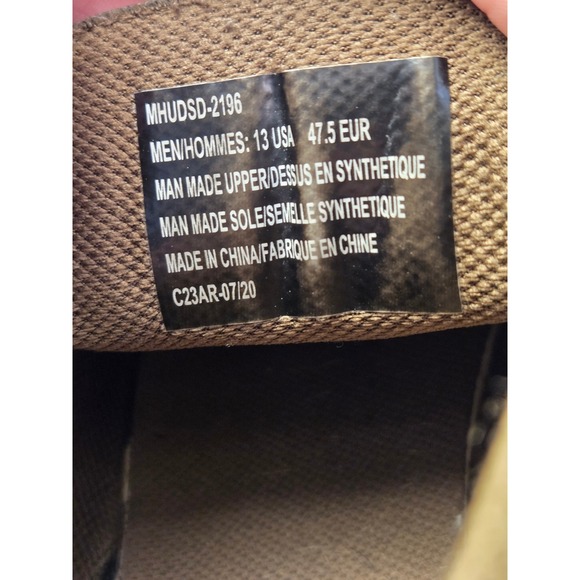 MHUDSD-2196
MEN/HOMMES: 13 USA 47.5 EUR
MAN MADE UPPER/DESSUS EN SYNTHETIQUE
MAN MADE SOLE/SEMELLE SYNTHETIQUE
MADE IN CHINA/FABRIQUE EN CHINE
C23AR-07/20